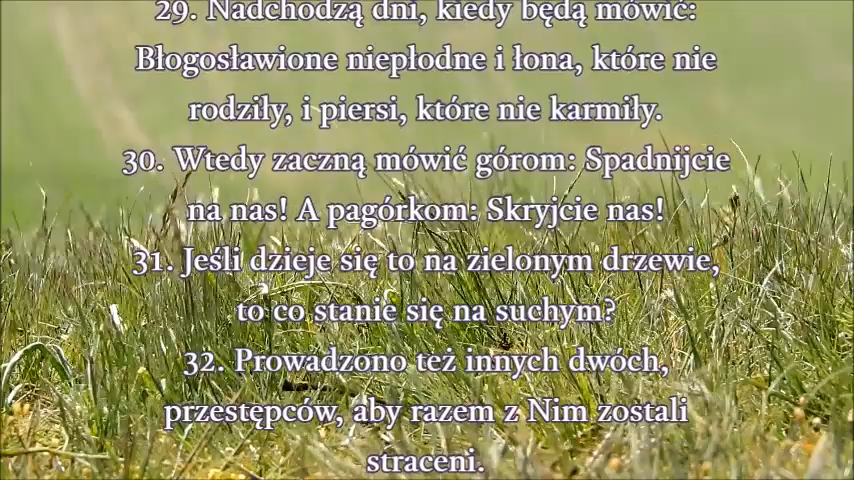 29. Nadchodzą dni, kiedy będą mówić:
Błogosławione niepłodne i łona, które nie
rodziły, i piersi, które nie karmiły.
30. Wtedy zaczną mówić górom: Spadnijcie
na nas! A pagórkom: Skryjcie nas!
31. Jeśli dzieje się to na zielonym drzewie,
to co stanie się na suchym?
32. Prowadzono też innych dwóch,
przestępców, aby razem z Nim zostali
straceni.